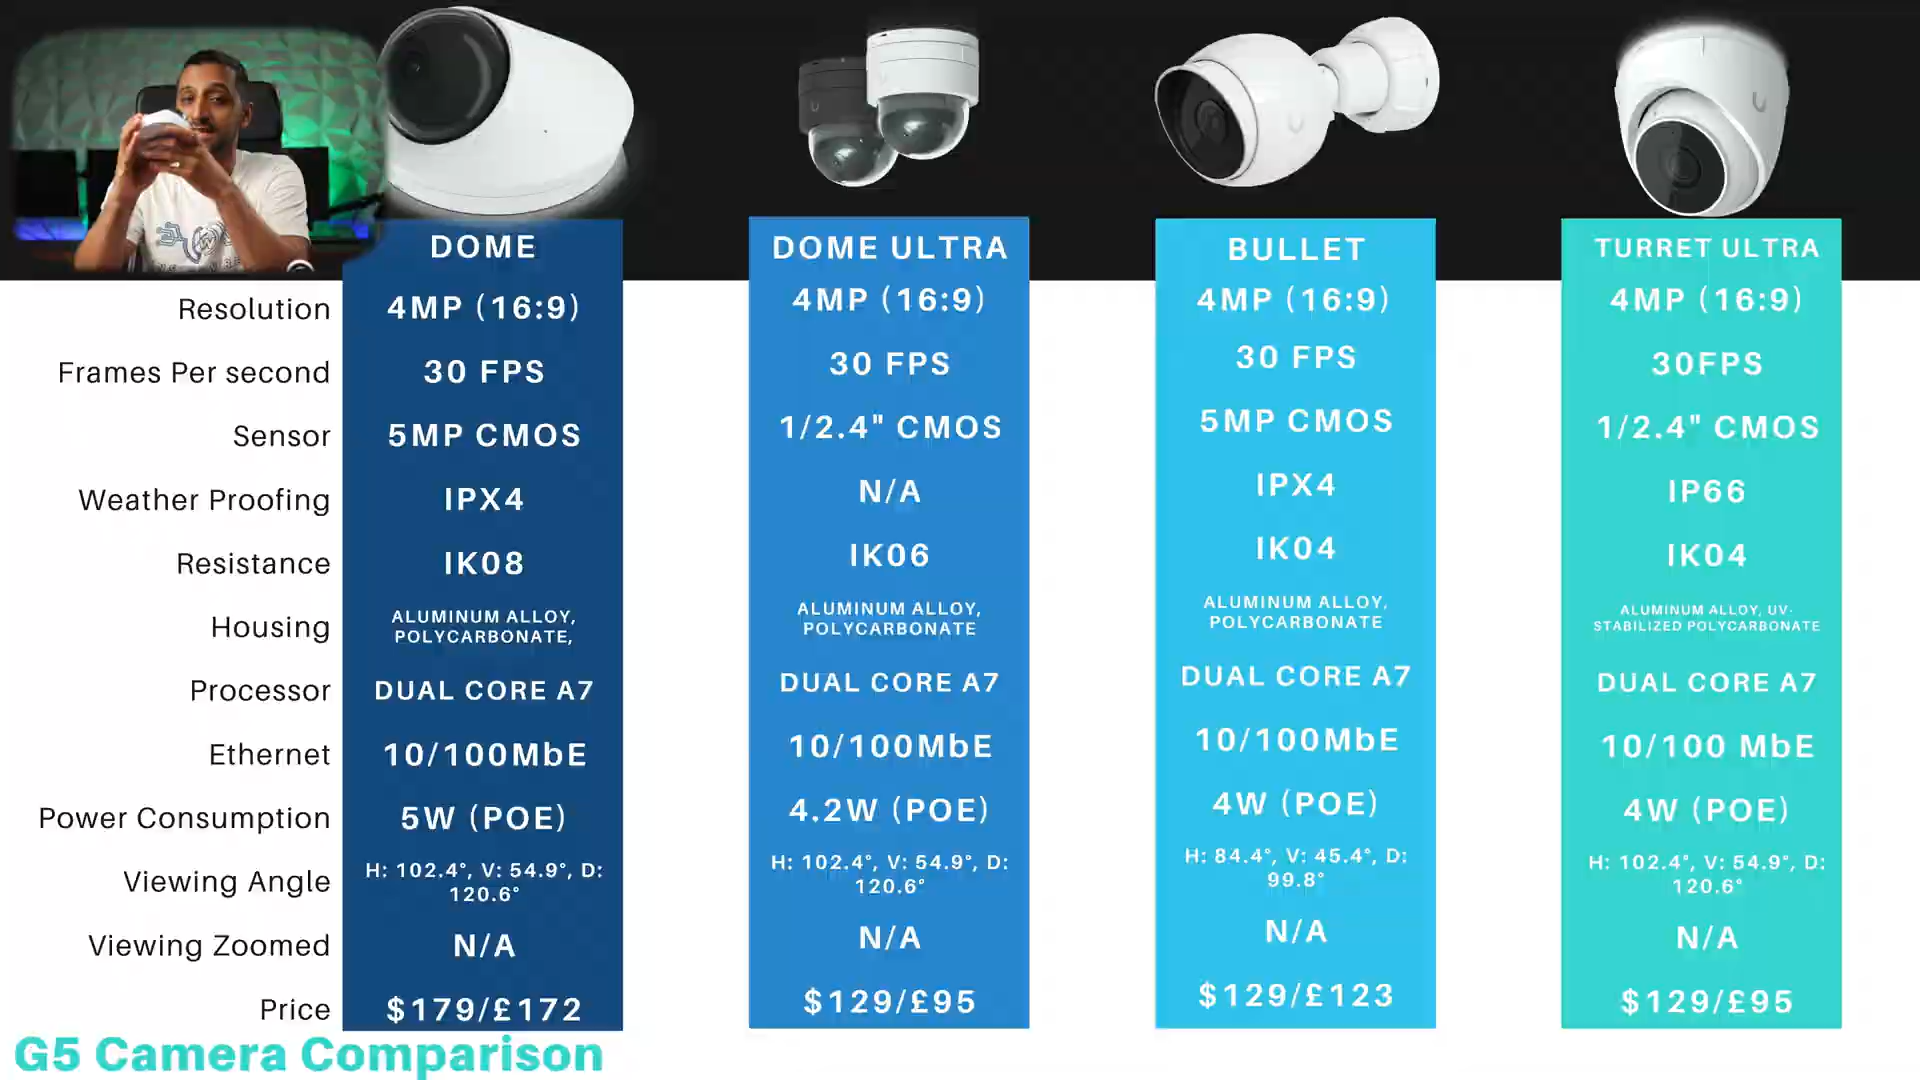 DOME
DOME ULTRA
BULLET
TURRET ULTRA
Resolution
4MP (16:9)
4MP (16:9)
4MP (16:9)
4MP (16:9)
Frames Per second
30 FPS
30 FPS
30 FPS
30FPS
Sensor
5MP CMOS
1/2.4" CMOS
5MP CMOS
1/2.4" CMOS
Weather Proofing
IPX4
N/A
IPX4
IP66
Resistance
IK08
IK06
IK04
IK04
Housing
ALUMINUM ALLOY,
POLYCARBONATE,
ALUMINUM ALLOY,
POLYCARBONATE
ALUMINUM ALLOY,
POLYCARBONATE
ALUMINUM ALLOY, UV-
STABILIZED POLYCARBONATE
Processor
DUAL CORE A7
DUAL CORE A7
DUAL CORE A7
DUAL CORE A7
Ethernet
10/100MbE
10/100MbE
10/100MbE
10/100 MbE
Power Consumption
5W (POE)
4.2W (POE)
4W (POE)
4W (POE)
Viewing Angle
H: 102.4°, V: 54.9°, D:
120.6°
H: 102.4°, V: 54.9°, D:
120.6°
H: 84.4°, V: 45.4°, D:
99.8°
H: 102.4°, V: 54.9°, D:
120.6°
Viewing Zoomed
N/A
N/A
N/A
N/A
Price
$179/£172
$129/£95
$129/£123
$129/£95
G5 Camera Comparison